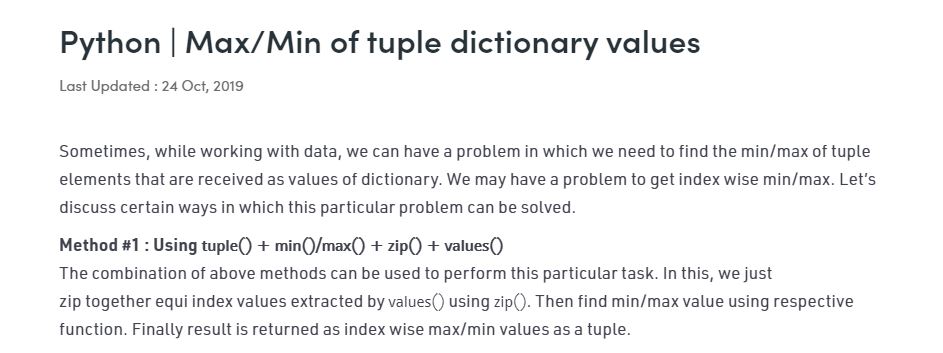 Python | Max/Min of tuple dictionary values
Last Updated : 24 Oct, 2019
Sometimes, while working with data, we can have a problem in which we need to find the min/max of tuple
elements that are received as values of dictionary. We may have a problem to get index wise min/max. Let’s
discuss certain ways in which this particular problem can be solved.
Method #1 : Using tuple() + min()/max() + zip() + values()
The combination of above methods can be used to perform this particular task. In this, we just
zip together equi index values extracted by values() using zip(). Then find min/max value using respective
function. Finally result is returned as index wise max/min values as a tuple.